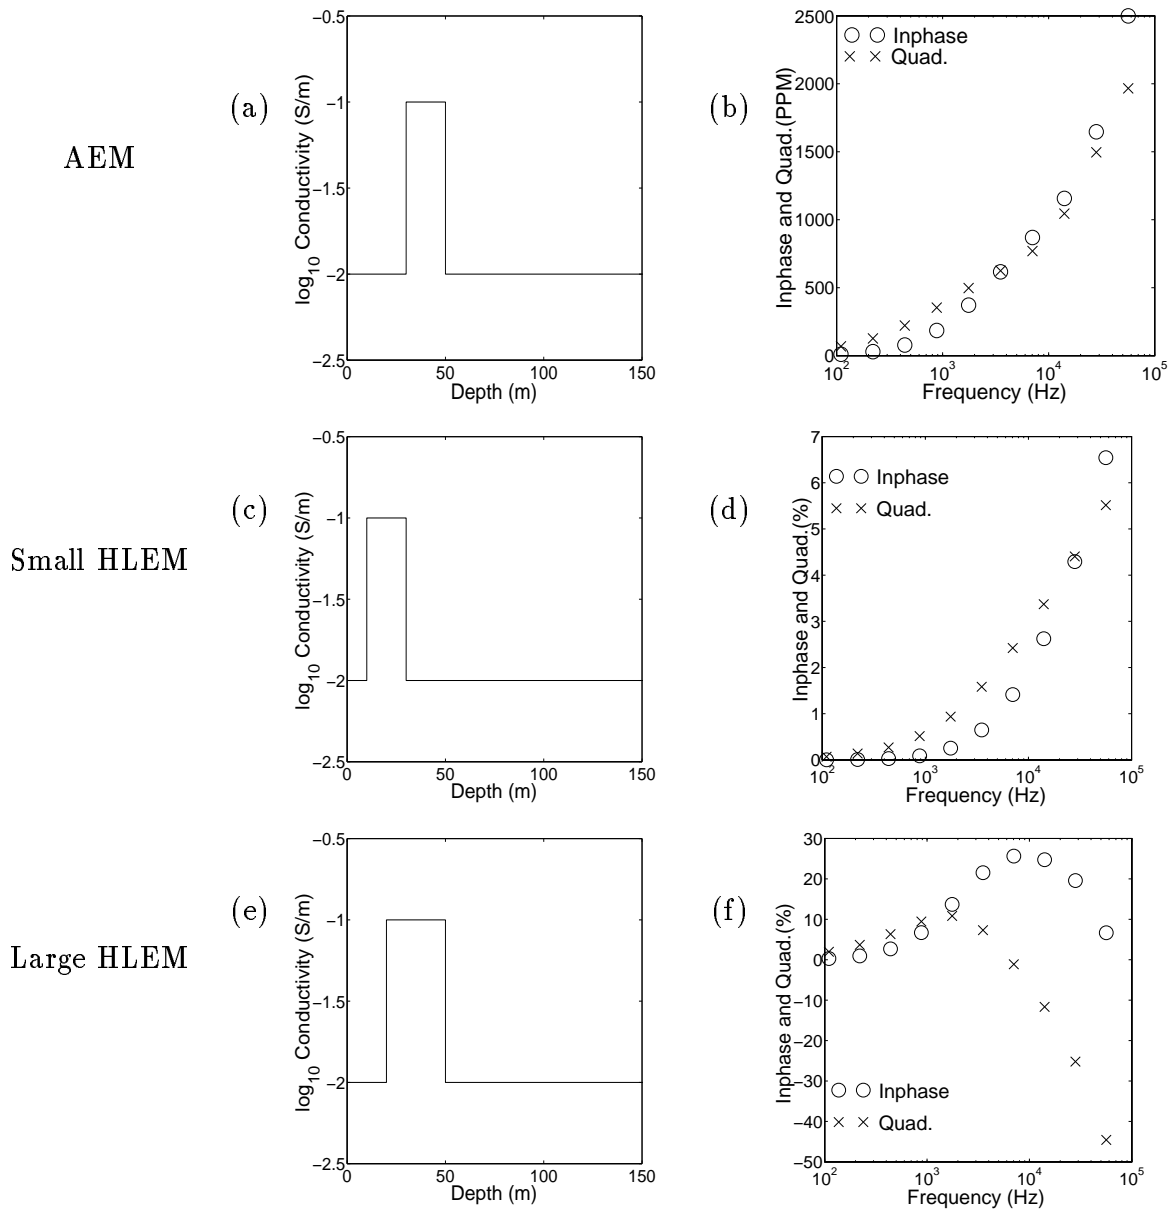 AEM
(a)
−0.5
−1
−1.5
−2
−2.5
0 50 100 150
Depth (m)
log10 Conductivity (S/m)
(b)
2500
2000
1500
1000
500
0
10^2 10^3 10^4 10^5
Frequency (Hz)
Inphase and Quad.(PPM)
Inphase
Quad.
Small HLEM
(c)
−0.5
−1
−1.5
−2
−2.5
0 50 100 150
Depth (m)
log10 Conductivity (S/m)
(d)
7
6
5
4
3
2
1
0
10^2 10^3 10^4 10^5
Frequency (Hz)
Inphase and Quad.(%)
Inphase
Quad.
Large HLEM
(e)
−0.5
−1
−1.5
−2
−2.5
0 50 100 150
Depth (m)
log10 Conductivity (S/m)
(f)
30
20
10
0
−10
−20
−30
−40
−50
10^2 10^3 10^4 10^5
Frequency (Hz)
Inphase and Quad.(%)
Inphase
Quad.